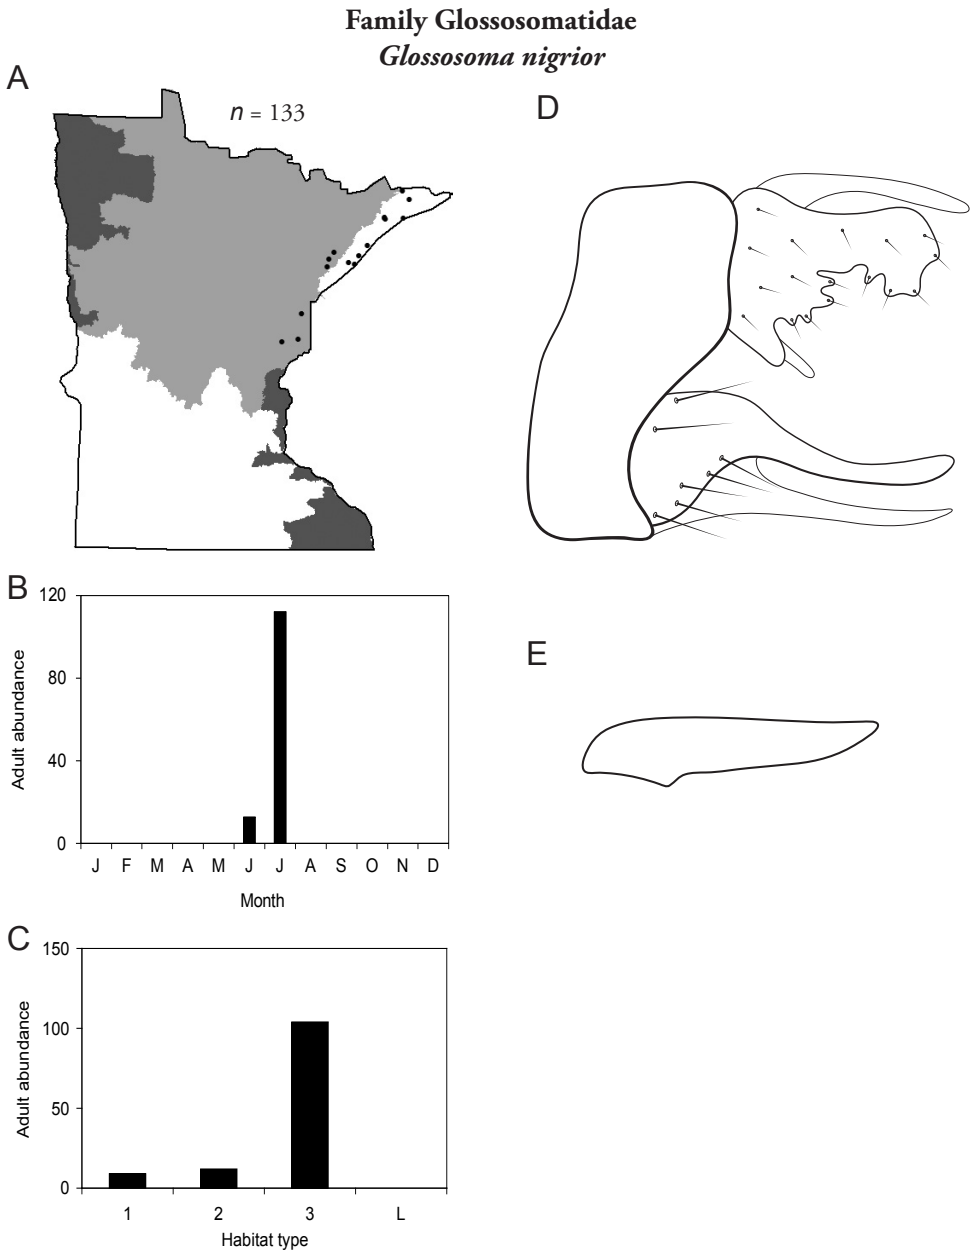 Family Glossosomatidae
Glossosoma nigrior
A
n = 133
D
B
120
80
40
0
Adult abundance
J F M A M J J A S O N D
Month
E
C
150
100
50
0
Adult abundance
1 2 3 L
Habitat type